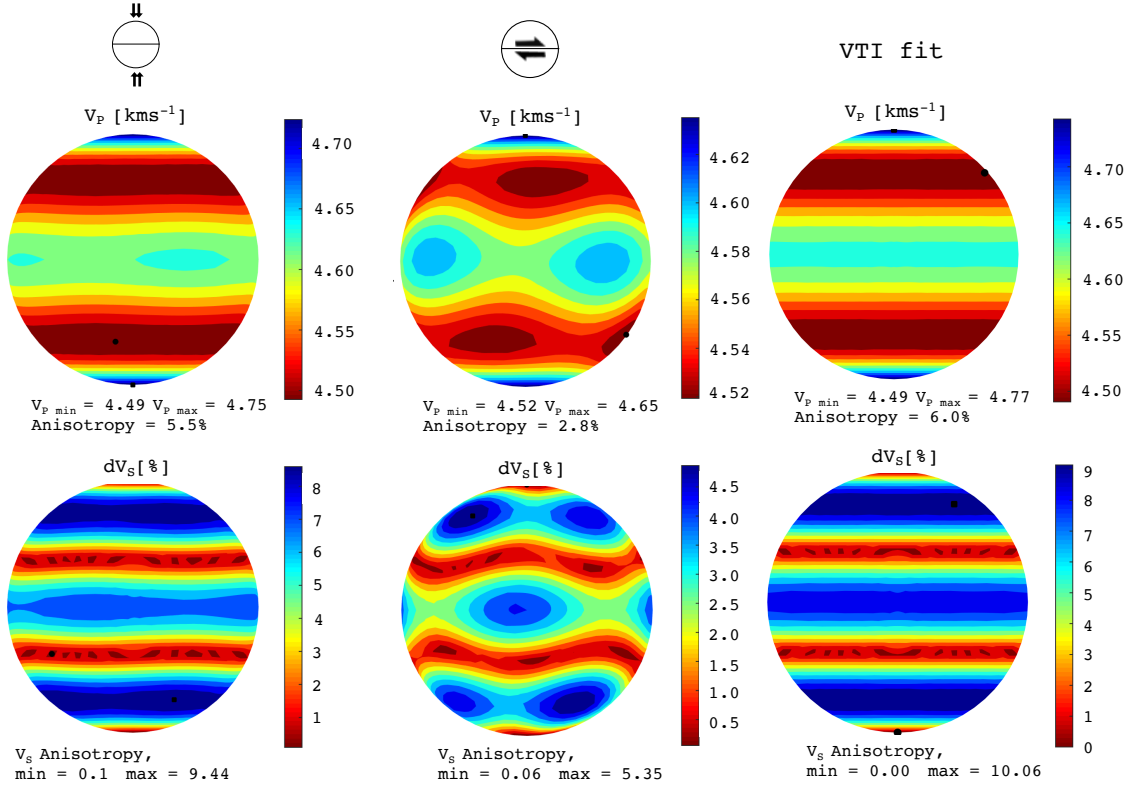 VTI fit
V_P [kms⁻¹]
4.70
4.65
4.60
4.55
4.50
V_P min = 4.49 V_P max = 4.75
Anisotropy = 5.5%
V_P [kms⁻¹]
4.62
4.60
4.58
4.56
4.54
4.52
V_P min = 4.52 V_P max = 4.65
Anisotropy = 2.8%
V_P [kms⁻¹]
4.70
4.65
4.60
4.55
4.50
V_P min = 4.49 V_P max = 4.77
Anisotropy = 6.0%
dV_S[%]
8
7
6
5
4
3
2
1
V_S Anisotropy,
min = 0.1 max = 9.44
dV_S[%]
4.5
4.0
3.5
3.0
2.5
2.0
1.5
1.0
0.5
V_S Anisotropy,
min = 0.06 max = 5.35
dV_S[%]
9
8
7
6
5
4
3
2
1
0
V_S Anisotropy,
min = 0.00 max = 10.06